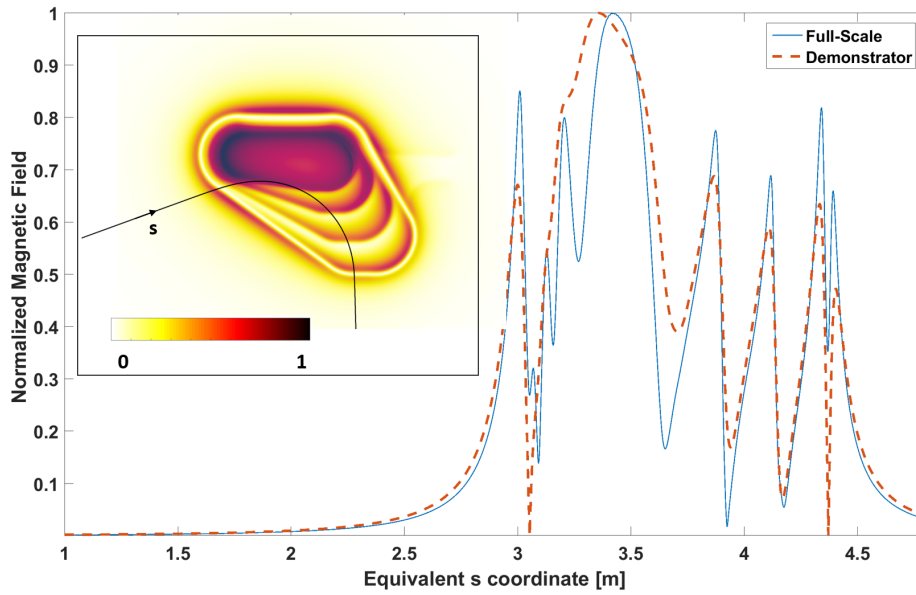 Normalized Magnetic Field
1
0.9
0.8
0.7
0.6
0.5
0.4
0.3
0.2
0.1
s
0 1
Full-Scale
Demonstrator
1 1.5 2 2.5 3 3.5 4 4.5
Equivalent s coordinate [m]